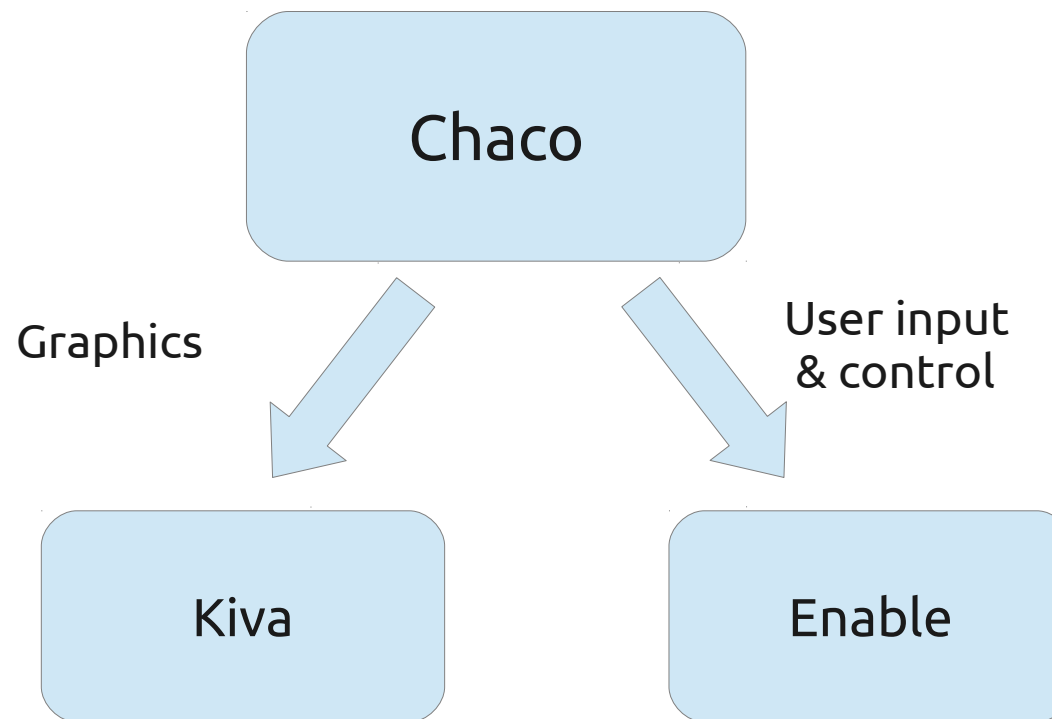 Chaco
Graphics
User input
& control
Kiva
Enable